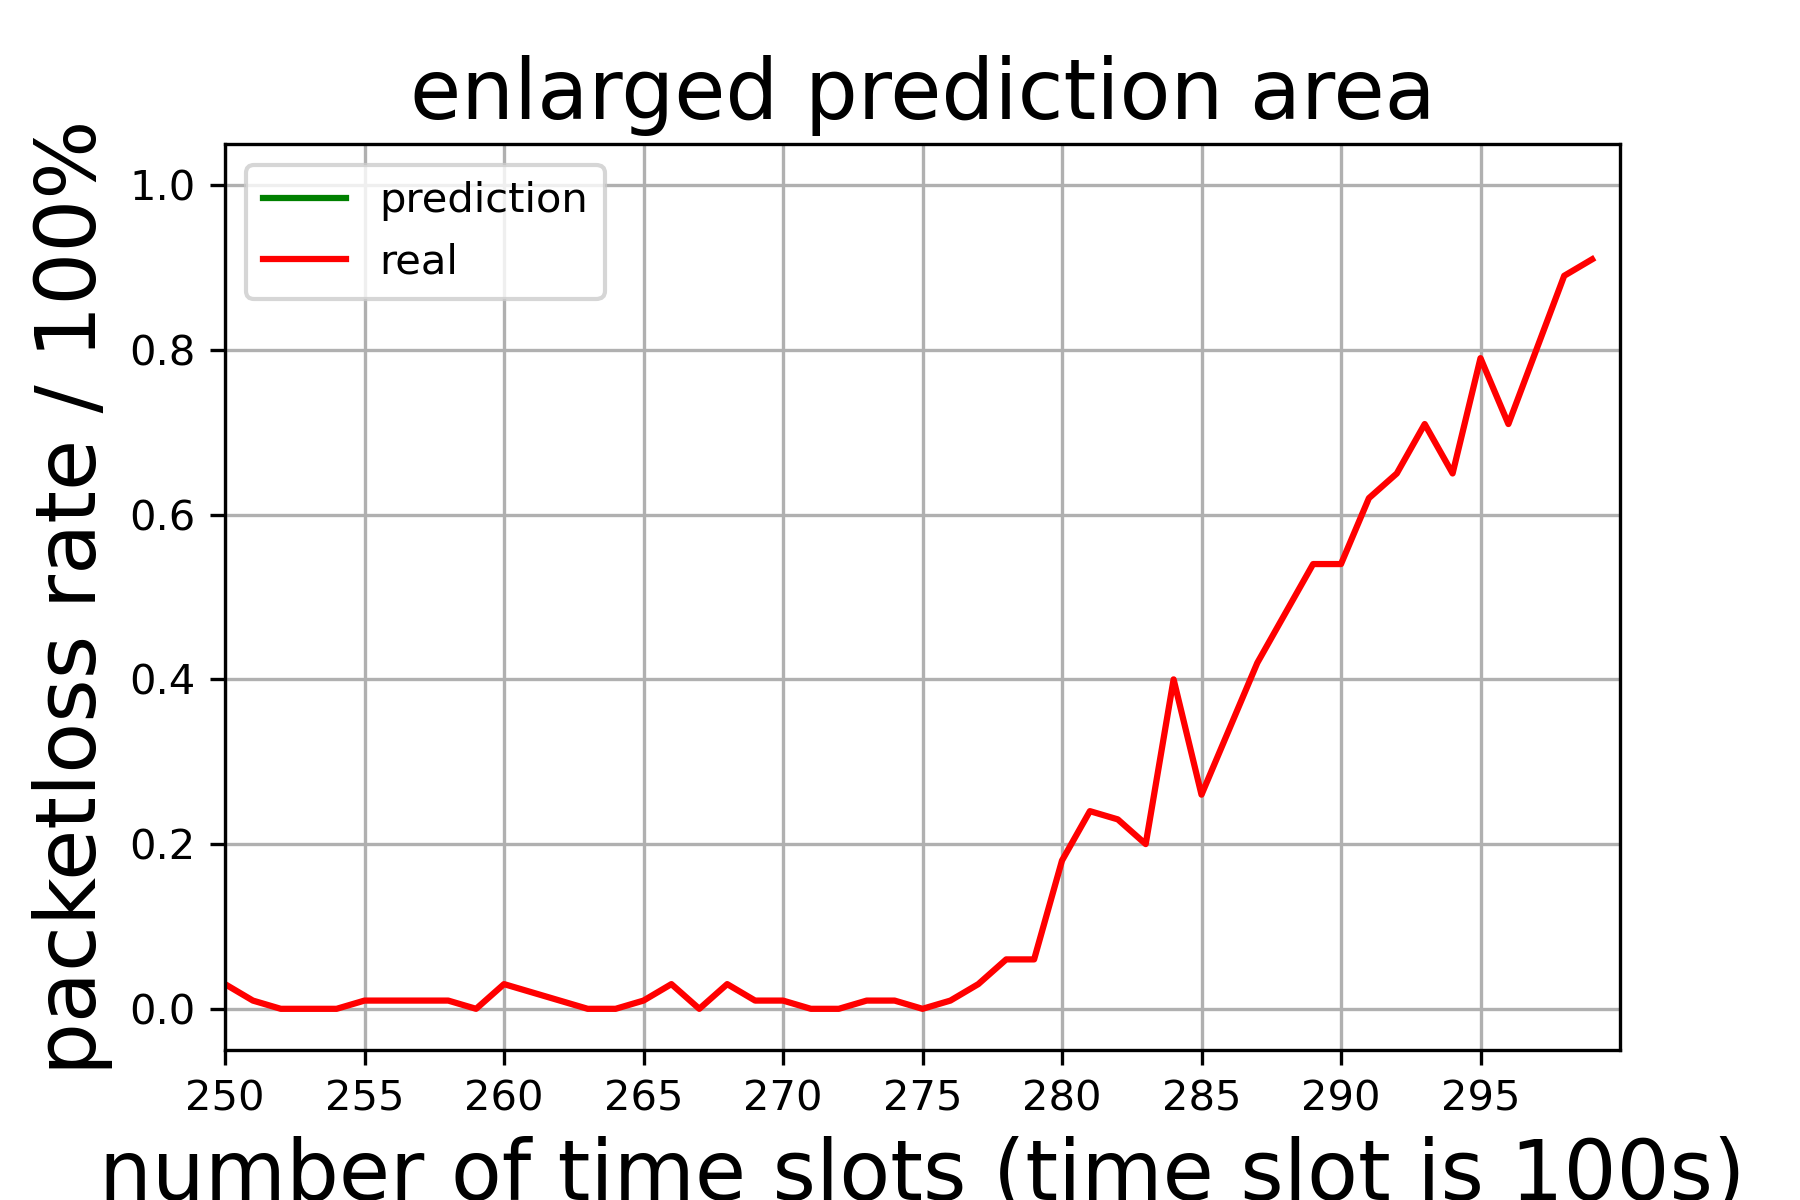 enlarged prediction area
packetloss rate / 100%
1.0
0.8
0.6
0.4
0.2
0.0
prediction
real
250 255 260 265 270 275 280 285 290 295
number of time slots (time slot is 100s)